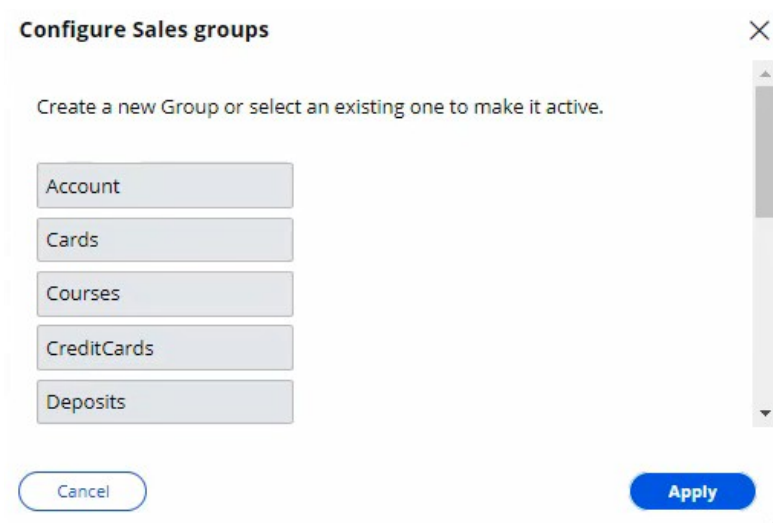 Configure Sales groups
Create a new Group or select an existing one to make it active.
Account
Cards
Courses
CreditCards
Deposits
Cancel
Apply